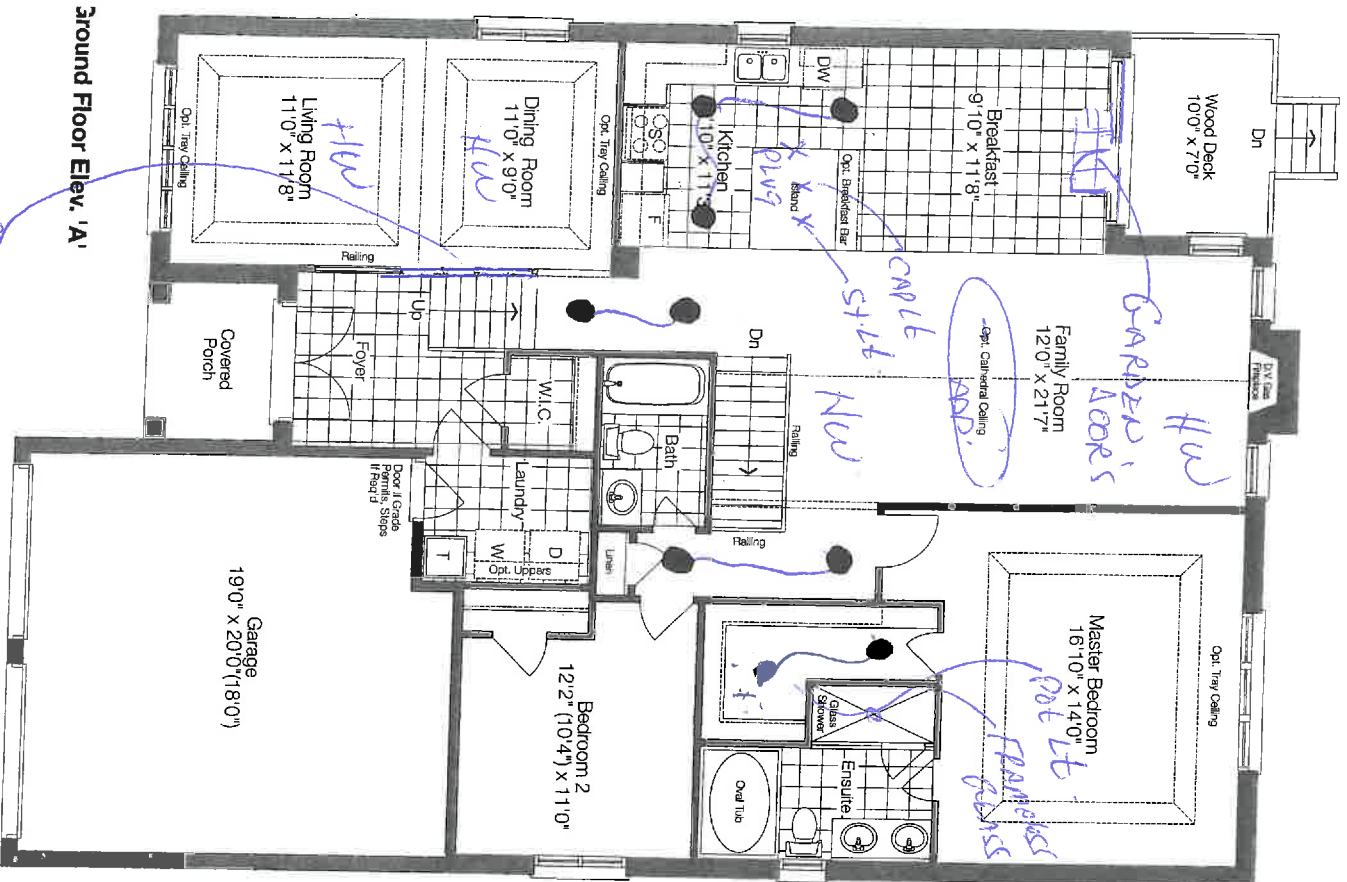 Ground Floor Elev. 'A'
Wood Deck
10'0" x 7'0"
Dn
Breakfast
9'10" x 11'8"
DW
Opt. Breakfast Bar
Island
Kitchen
F
Dining Room
11'0" x 9'0"
HW
Opt. Tray Ceiling
Living Room
11'0" x 11'8"
HW
Opt. Tray Ceiling
Railing
Up
Foyer
Covered
Porch
W.I.C.
PLUG
x x x
St. Lt
HW
GARDEN
DOOR'S
HW
Family Room
12'0" x 21'7"
Opt. Cathedral Ceiling
ADD.
D.V. Gas
Fireplace
Dn
Railing
Railing
Bath
Linen
Laundry
D
W
Opt. Uppers
T
Door If Grade
Permits, Steps
If Req'd
Garage
19'0" x 20'0"(18'0")
Bedroom 2
12'2" (10'4") x 11'0"
Master Bedroom
16'10" x 14'0"
Opt. Tray Ceiling
POT Lt
GLASS
Glass
Shower
Ensuite
Oval Tub